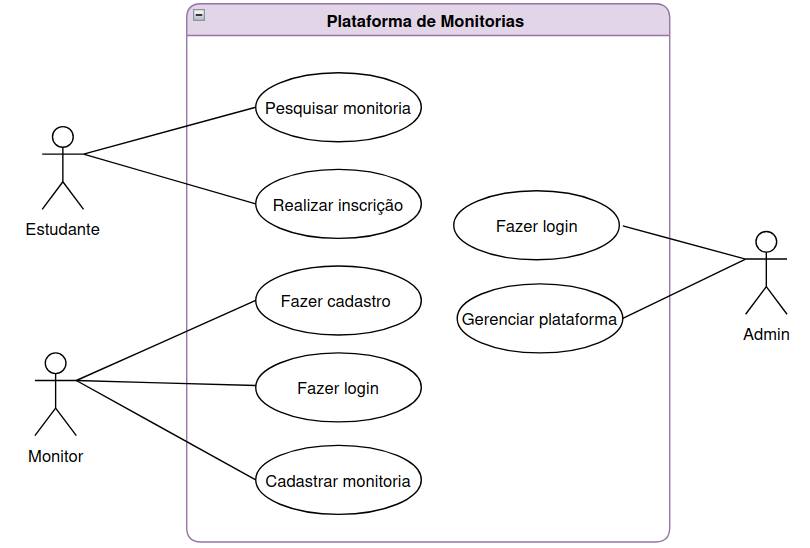 Plataforma de Monitorias
Pesquisar monitoria
Estudante
Realizar inscrição
Fazer login
Fazer cadastro
Gerenciar plataforma
Admin
Fazer login
Monitor
Cadastrar monitoria